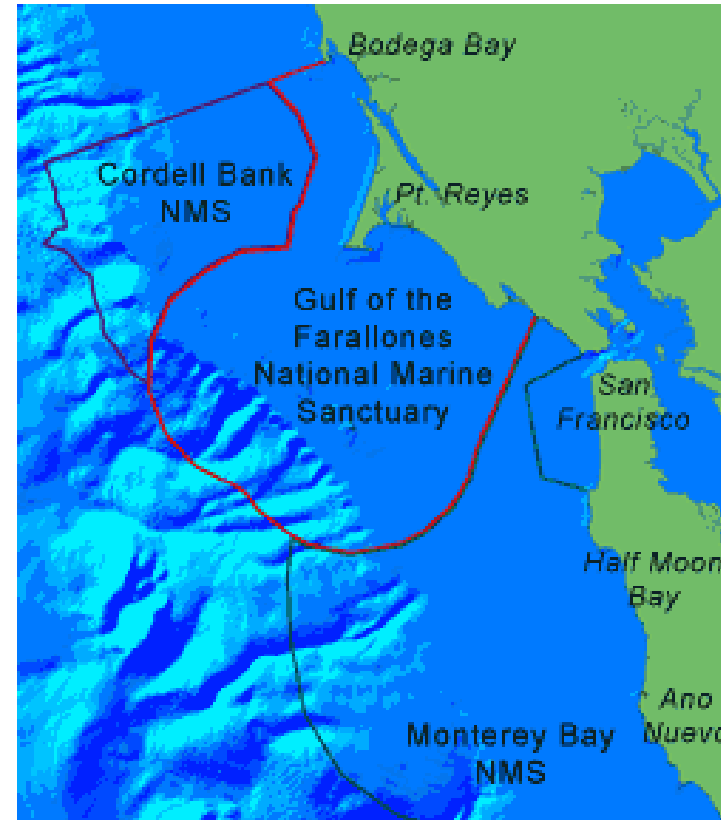 Bodega Bay
Cordell Bank
NMS
Pt. Reyes
Gulf of the
Farallones
National Marine
Sanctuary
San
Francisco
Half Moon
Bay
Ano
Nuevo
Monterey Bay
NMS